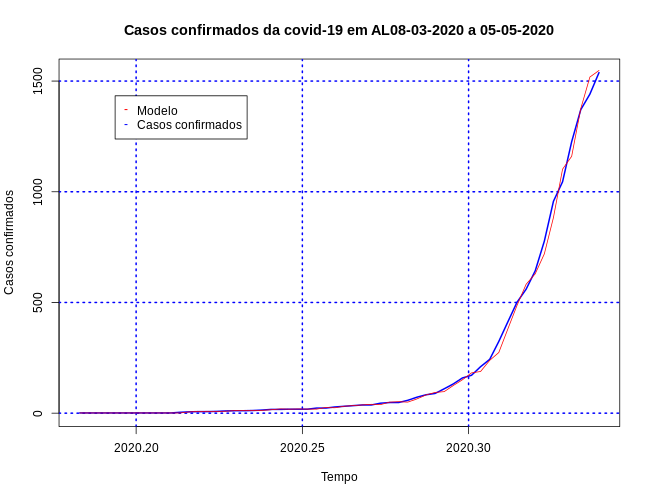 Casos confirmados da covid-19 em AL08-03-2020 a 05-05-2020
Casos confirmados
1500
1000
500
0
Modelo
Casos confirmados
2020.20
2020.25
2020.30
Tempo